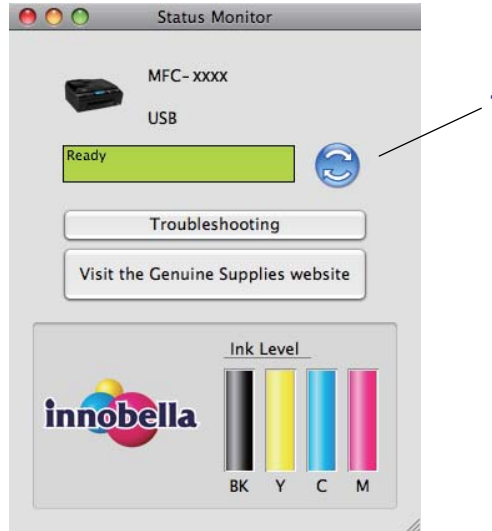 Status Monitor
MFC-xxxx
USB
Ready
Troubleshooting
Visit the Genuine Supplies website
Ink Level
innobella
BK Y C M